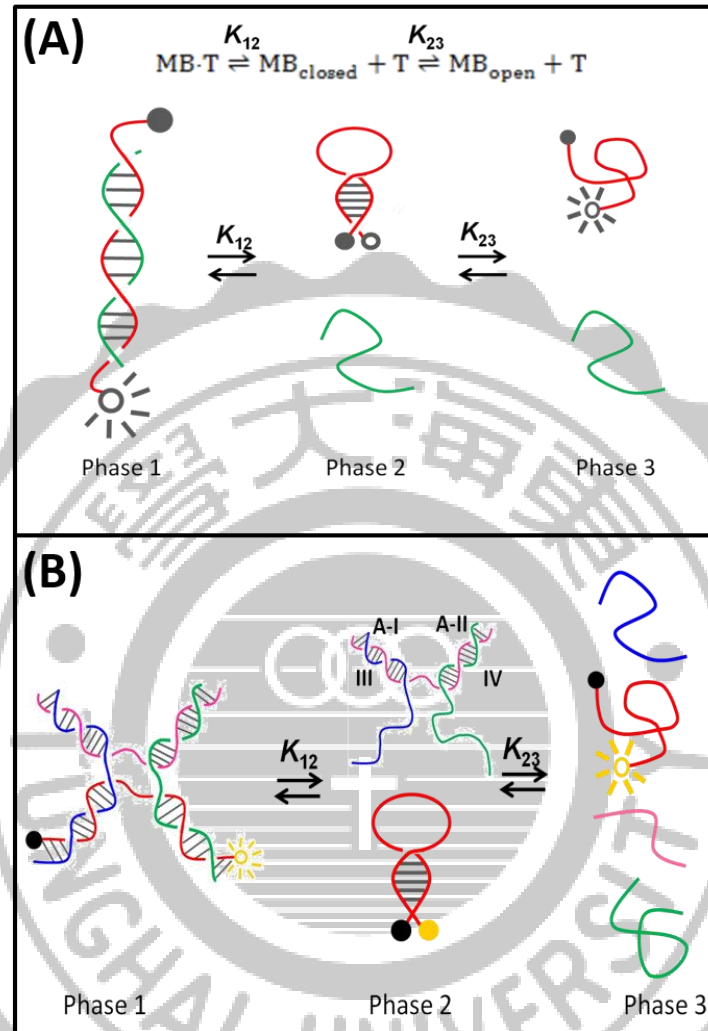 (A)
K12 K23
MB·T ⇌ MBclosed + T ⇌ MBopen + T
K12 K23
Phase 1 Phase 2 Phase 3
(B)
A-I A-II
III IV
K12 K23
Phase 1 Phase 2 Phase 3
UNIVERSITY